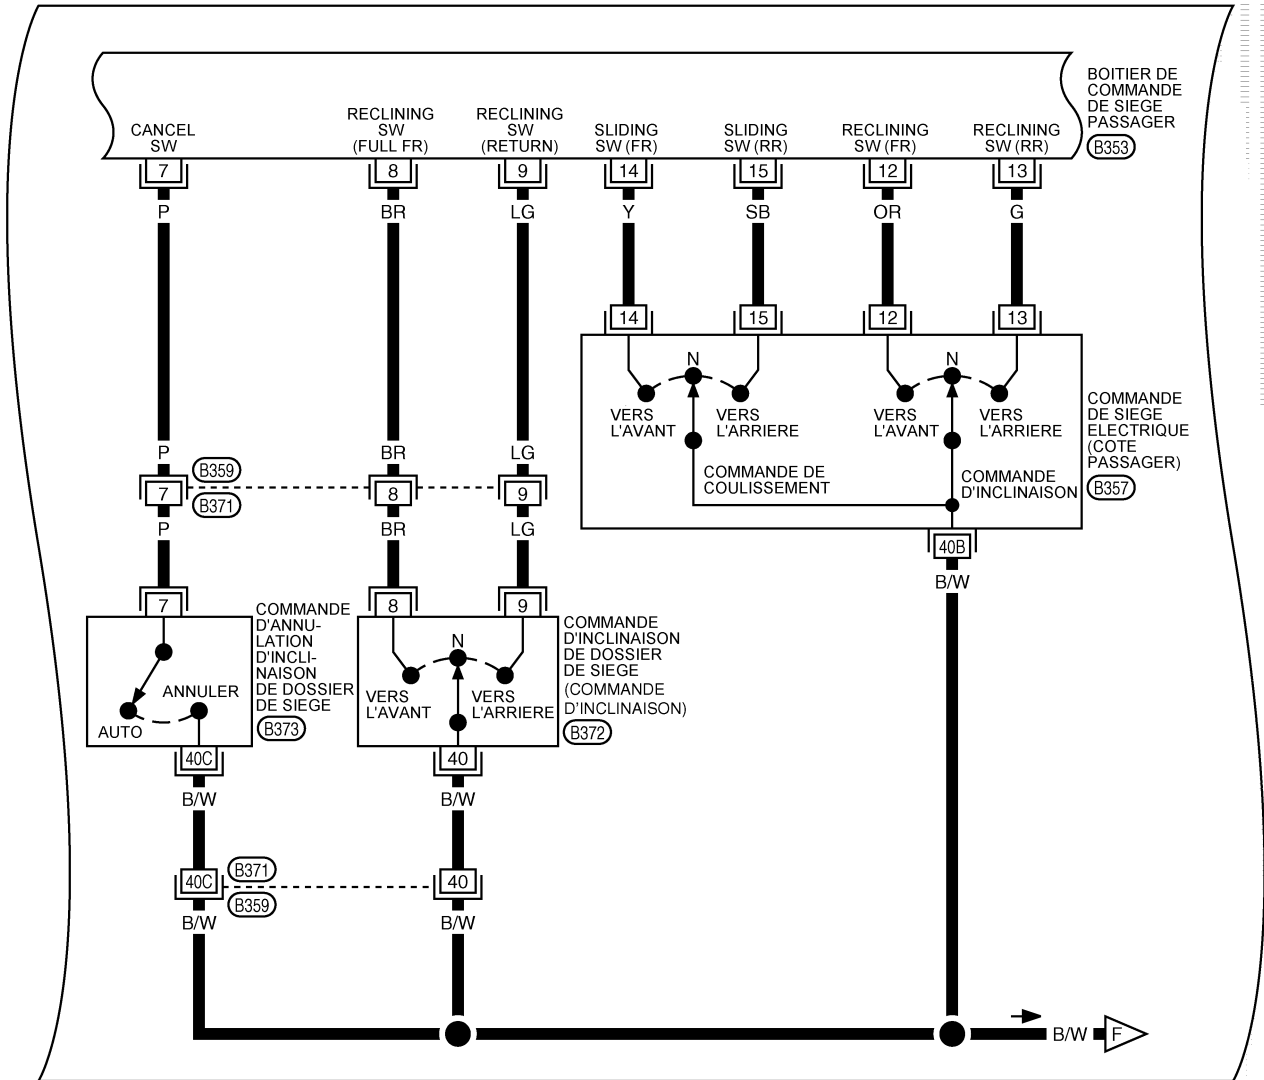 BOITIER DE
COMMANDE
DE SIEGE
PASSAGER
B353
CANCEL
SW
RECLINING
SW
(FULL FR)
RECLINING
SW
(RETURN)
SLIDING
SW (FR)
SLIDING
SW (RR)
RECLINING
SW (FR)
RECLINING
SW (RR)
7 8 9 14 15 12 13
P BR LG Y SB OR G
14 15 12 13
N N
VERS
L'AVANT
VERS
L'ARRIERE
VERS
L'AVANT
VERS
L'ARRIERE
COMMANDE DE
COULISSEMENT
COMMANDE
D'INCLINAISON
COMMANDE
DE SIEGE
ELECTRIQUE
(COTE
PASSAGER)
B357
40B
B/W
P BR LG
B359
7 8 9
B371
P BR LG
7 8 9
COMMANDE
D'ANNU-
LATION
D'INCLI-
NAISON
DE DOSSIER
DE SIEGE
B373
ANNULER
AUTO
N
VERS
L'AVANT
VERS
L'ARRIERE
COMMANDE
D'INCLINAISON
DE DOSSIER
DE SIEGE
(COMMANDE
D'INCLINAISON)
B372
40C 40
B/W B/W
B371
40C 40
B359
B/W B/W
B/W F